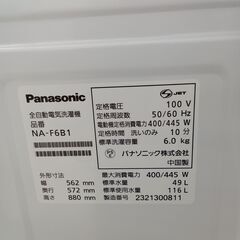 Panasonic
全自動電気洗濯機
品番
NA-F6B1
S JET
定格電圧 100 V
定格周波数 50/60 Hz
電動機定格消費電力 400/445 W
定格時間 洗いのみ 10 分
標準洗濯容量 6.0 kg
パナソニック株式会社
中国製
外形寸法
幅 562 mm
奥行 572 mm
高さ 880 mm
最大消費電力 400/445 W
標準水量 49 L
標準使用水量 116 L
製造番号 2321300811